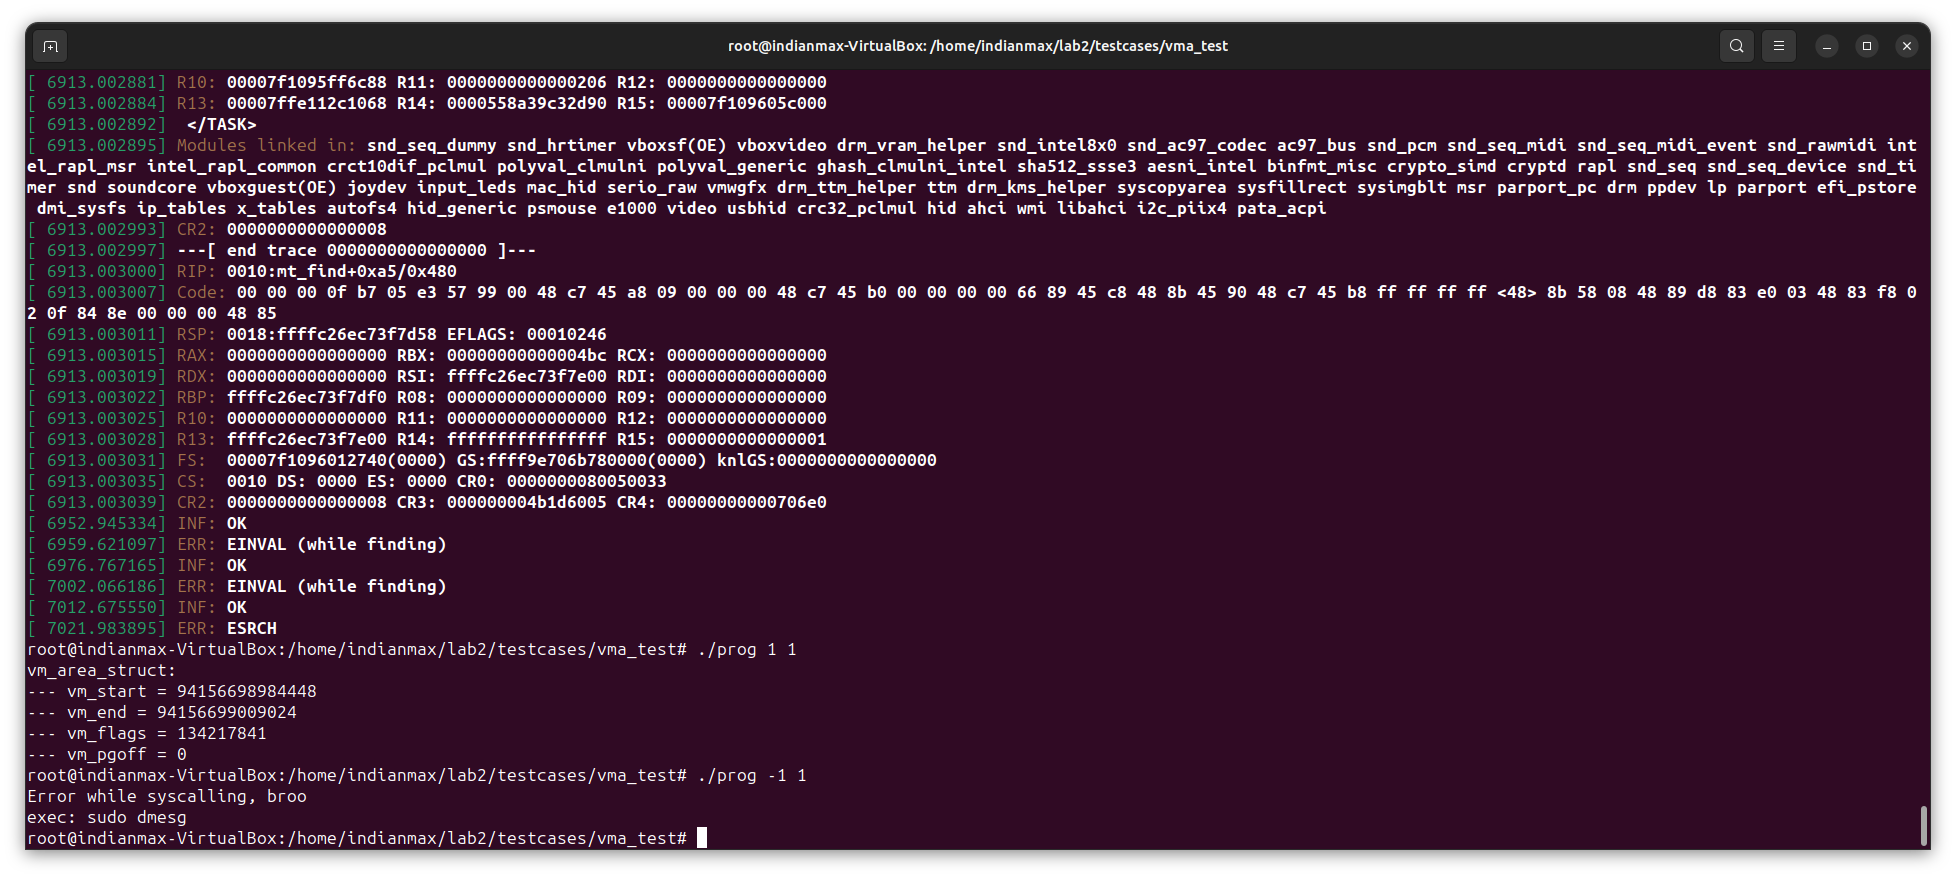 root@indianmax-VirtualBox: /home/indianmax/lab2/testcases/vma_test
[ 6913.002881] R10: 00007f1095ff6c88 R11: 0000000000000206 R12: 0000000000000000
[ 6913.002884] R13: 00007ffe112c1068 R14: 0000558a39c32d90 R15: 00007f109605c000
[ 6913.002892]  </TASK>
[ 6913.002895] Modules linked in: snd_seq_dummy snd_hrtimer vboxsf(OE) vboxvideo drm_vram_helper snd_intel8x0 snd_ac97_codec ac97_bus snd_pcm snd_seq_midi snd_seq_midi_event snd_rawmidi int
el_rapl_msr intel_rapl_common crct10dif_pclmul polyval_clmulni polyval_generic ghash_clmulni_intel sha512_ssse3 aesni_intel binfmt_misc crypto_simd cryptd rapl snd_seq snd_seq_device snd_ti
mer snd soundcore vboxguest(OE) joydev input_leds mac_hid serio_raw vmwgfx drm_ttm_helper ttm drm_kms_helper syscopyarea sysfillrect sysimgblt msr parport_pc drm ppdev lp parport efi_pstore
 dmi_sysfs ip_tables x_tables autofs4 hid_generic psmouse e1000 video usbhid crc32_pclmul hid ahci wmi libahci i2c_piix4 pata_acpi
[ 6913.002993] CR2: 0000000000000008
[ 6913.002997] ---[ end trace 0000000000000000 ]---
[ 6913.003000] RIP: 0010:mt_find+0xa5/0x480
[ 6913.003007] Code: 00 00 00 0f b7 05 e3 57 99 00 48 c7 45 a8 09 00 00 00 48 c7 45 b0 00 00 00 00 66 89 45 c8 48 8b 45 90 48 c7 45 b8 ff ff ff ff <48> 8b 58 08 48 89 d8 83 e0 03 48 83 f8 0
2 0f 84 8e 00 00 00 48 85
[ 6913.003011] RSP: 0018:ffffc26ec73f7d58 EFLAGS: 00010246
[ 6913.003015] RAX: 0000000000000000 RBX: 00000000000004bc RCX: 0000000000000000
[ 6913.003019] RDX: 0000000000000000 RSI: ffffc26ec73f7e00 RDI: 0000000000000000
[ 6913.003022] RBP: ffffc26ec73f7df0 R08: 0000000000000000 R09: 0000000000000000
[ 6913.003025] R10: 0000000000000000 R11: 0000000000000000 R12: 0000000000000000
[ 6913.003028] R13: ffffc26ec73f7e00 R14: ffffffffffffffff R15: 0000000000000001
[ 6913.003031] FS:  00007f1096012740(0000) GS:ffff9e706b780000(0000) knlGS:0000000000000000
[ 6913.003035] CS:  0010 DS: 0000 ES: 0000 CR0: 0000000080050033
[ 6913.003039] CR2: 0000000000000008 CR3: 000000004b1d6005 CR4: 00000000000706e0
[ 6952.945334] INF: OK
[ 6959.621097] ERR: EINVAL (while finding)
[ 6976.767165] INF: OK
[ 7002.066186] ERR: EINVAL (while finding)
[ 7012.675550] INF: OK
[ 7021.983895] ERR: ESRCH
root@indianmax-VirtualBox:/home/indianmax/lab2/testcases/vma_test# ./prog 1 1
vm_area_struct:
--- vm_start = 94156698984448
--- vm_end = 94156699009024
--- vm_flags = 134217841
--- vm_pgoff = 0
root@indianmax-VirtualBox:/home/indianmax/lab2/testcases/vma_test# ./prog -1 1
Error while syscalling, broo
exec: sudo dmesg
root@indianmax-VirtualBox:/home/indianmax/lab2/testcases/vma_test#